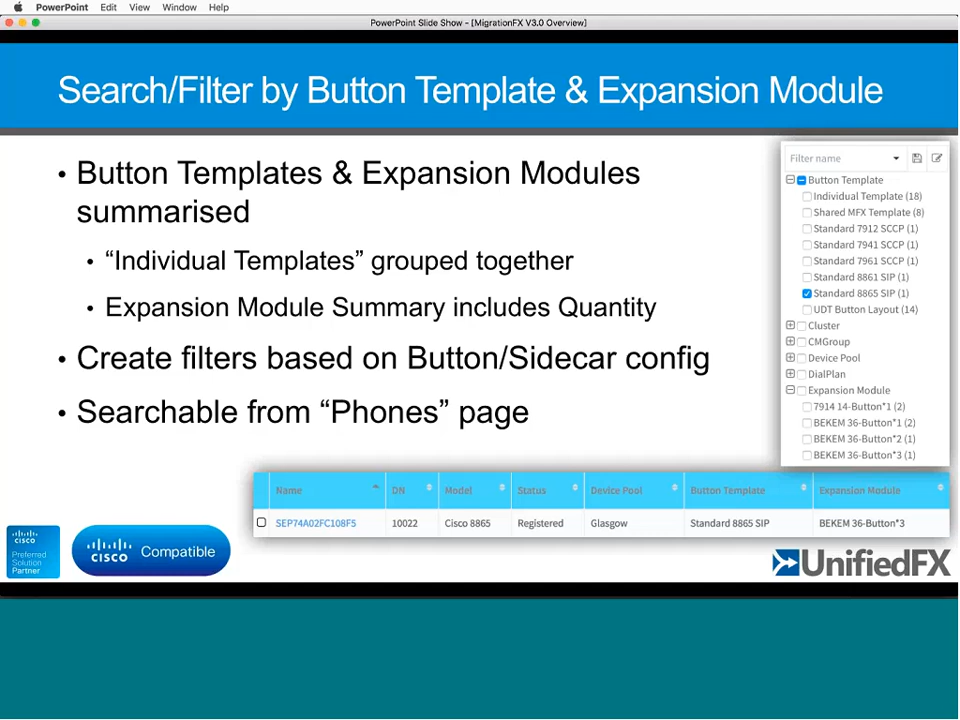 PowerPoint Edit View Window Help
PowerPoint Slide Show - [MigrationFX V3.0 Overview]
Search/Filter by Button Template & Expansion Module
• Button Templates & Expansion Modules
summarised
• “Individual Templates” grouped together
• Expansion Module Summary includes Quantity
• Create filters based on Button/Sidecar config
• Searchable from “Phones” page
Filter name
Button Template
Individual Template (18)
Shared MFX Template (8)
Standard 7912 SCCP (1)
Standard 7941 SCCP (1)
Standard 7961 SCCP (1)
Standard 8861 SIP (1)
Standard 8865 SIP (1)
UDT Button Layout (14)
Cluster
CMGroup
Device Pool
DialPlan
Expansion Module
7914 14-Button*1 (2)
BEKEM 36-Button*1 (2)
BEKEM 36-Button*2 (1)
BEKEM 36-Button*3 (1)
Name DN Model Status Device Pool Button Template Expansion Module
SEP74A02FC108F5 10022 Cisco 8865 Registered Glasgow Standard 8865 SIP BEKEM 36-Button*3
CISCO
Preferred
Solution
Partner
CISCO Compatible
UnifiedFX